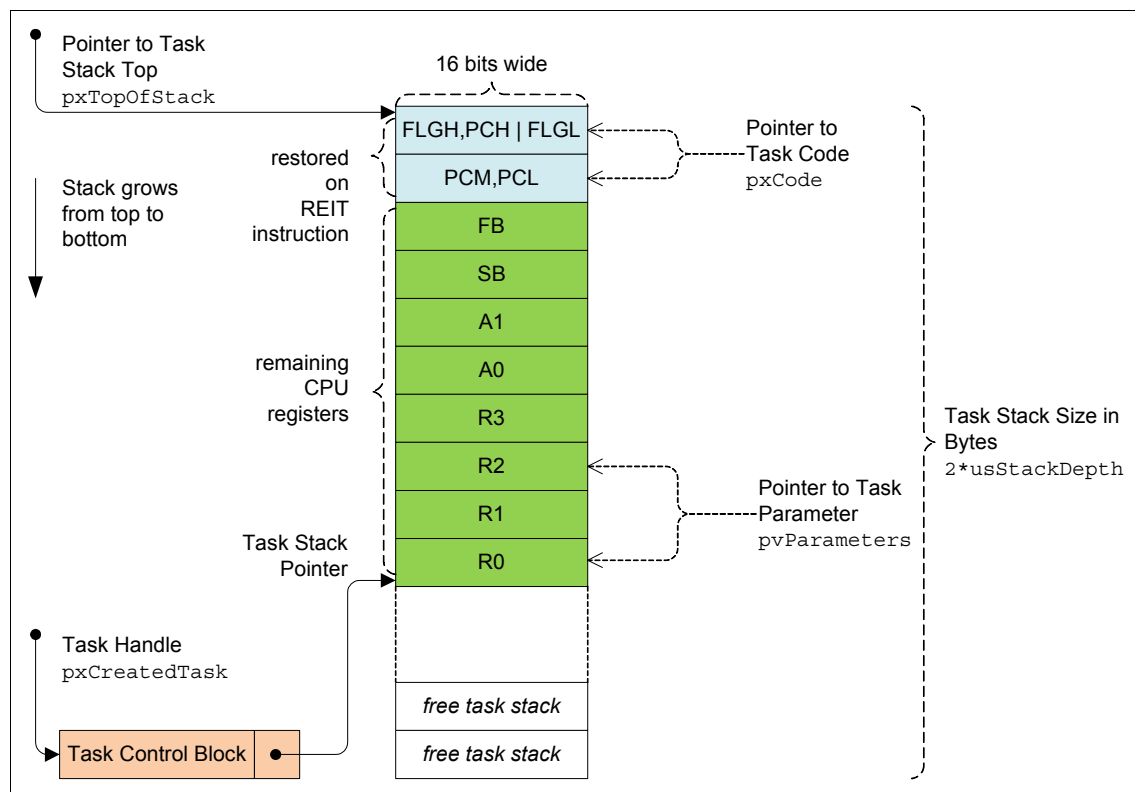 Pointer to Task
Stack Top
pxTopOfStack
16 bits wide
FLGH,PCH | FLGL
PCM,PCL
restored
on
REIT
instruction
Pointer to
Task Code
pxCode
Stack grows
from top to
bottom
FB
SB
A1
A0
R3
R2
R1
R0
remaining
CPU
registers
Task Stack Size in
Bytes
2*usStackDepth
Pointer to Task
Parameter
pvParameters
Task Stack
Pointer
Task Handle
pxCreatedTask
Task Control Block
free task stack
free task stack